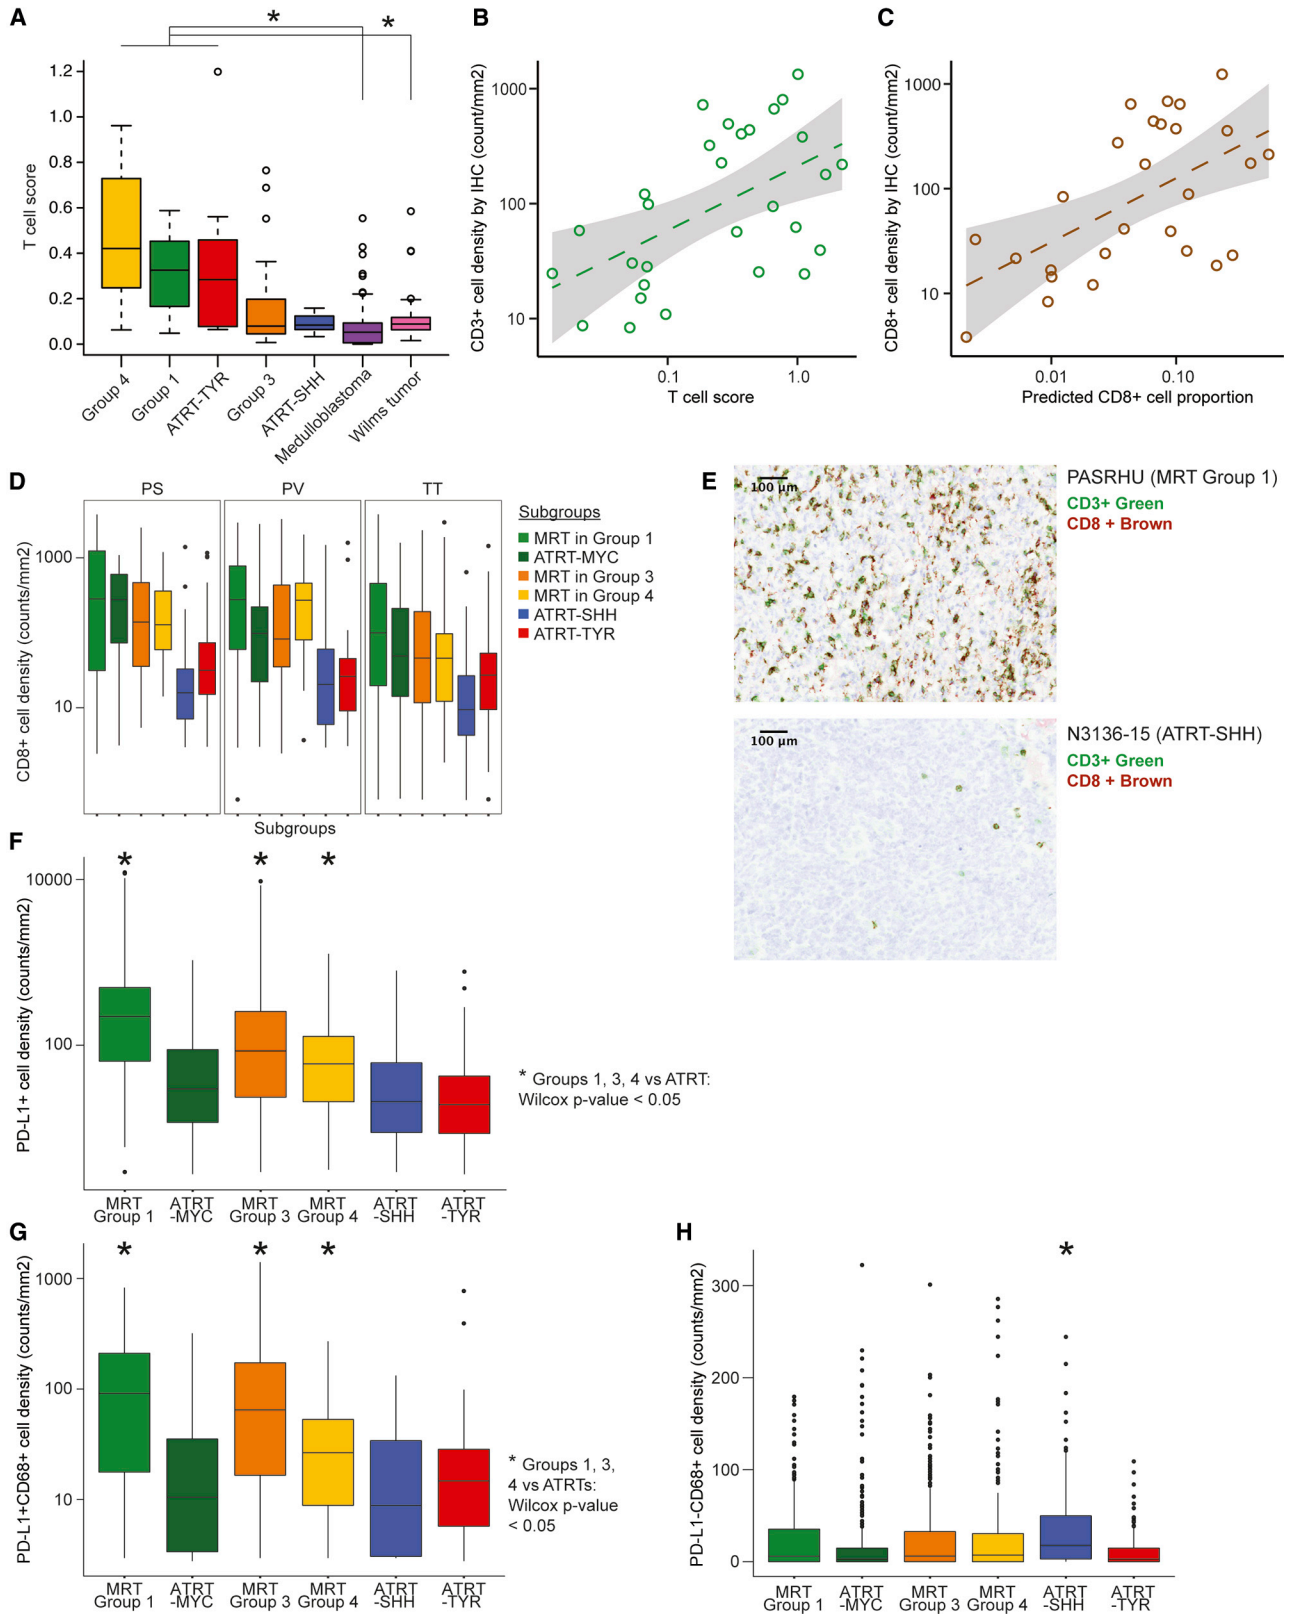 A
*
*
T cell score
1.2
1.0
0.8
0.6
0.4
0.2
0.0
Group 4
Group 1
ATRT-TYR
Group 3
ATRT-SHH
Medulloblastoma
Wilms tumor
B
CD3+ cell density by IHC (count/mm2)
1000
100
10
0.1
1.0
T cell score
C
CD8+ cell density by IHC (count/mm2)
1000
100
10
0.01
0.10
Predicted CD8+ cell proportion
D
PS
PV
TT
CD8+ cell density (counts/mm2)
1000
10
Subgroups
Subgroups
MRT in Group 1
ATRT-MYC
MRT in Group 3
MRT in Group 4
ATRT-SHH
ATRT-TYR
E
100 μm
PASRHU (MRT Group 1)
CD3+ Green
CD8 + Brown
100 μm
N3136-15 (ATRT-SHH)
CD3+ Green
CD8 + Brown
F
*
*
*
PD-L1+ cell density (counts/mm2)
10000
100
MRT
Group 1
ATRT
-MYC
MRT
Group 3
MRT
Group 4
ATRT
-SHH
ATRT
-TYR
* Groups 1, 3, 4 vs ATRT:
Wilcox p-value < 0.05
G
*
*
*
PD-L1+CD68+ cell density (counts/mm2)
1000
100
10
MRT
Group 1
ATRT
-MYC
MRT
Group 3
MRT
Group 4
ATRT
-SHH
ATRT
-TYR
* Groups 1, 3,
4 vs ATRTs:
Wilcox p-value
< 0.05
H
*
PD-L1-CD68+ cell density (counts/mm2)
300
200
100
0
MRT
Group 1
ATRT
-MYC
MRT
Group 3
MRT
Group 4
ATRT
-SHH
ATRT
-TYR